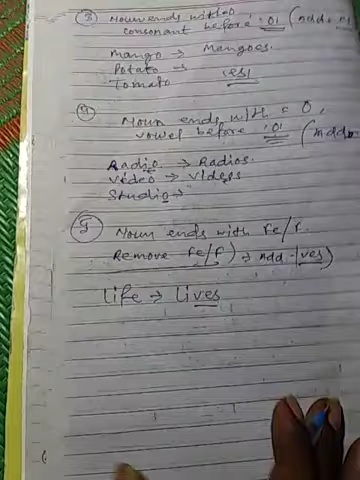 ③ Noun ends with -O
consonant before 'O' (Add + es
Mango → Mangoes.
Potato → 'es'
Tomato
④
Noun ends with = O,
vowel before 'O' (Add
Radio → Radios.
Video → Videos
Studio →
⑤ Noun ends with Fe/f.
Remove Fe/f) → Add -(ves)
Life → Lives